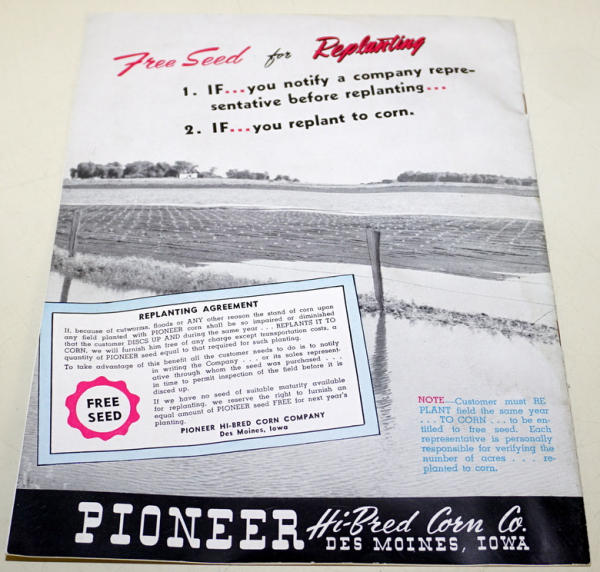 Free Seed for Replanting
1. IF...you notify a company repre-
sentative before replanting...
2. IF...you replant to corn.
REPLANTING AGREEMENT
If, because of cutworms, floods or ANY other reason the stand of corn upon
any field planted with PIONEER corn shall be so impaired or diminished
that the customer DISCS UP AND during the same year . . . REPLANTS IT TO
CORN, we will furnish him free of any charge except transportation costs, a
quantity of PIONEER seed equal to that required for such planting.
To take advantage of this benefit all the customer needs to do is to notify
in writing the Company . . . or its sales represent-
ative through whom the seed was purchased . . .
in time to permit inspection of the field before it is
disced up.
If we have no seed of suitable maturity available
for replanting, we reserve the right to furnish an
equal amount of PIONEER seed FREE for next year's
planting.
PIONEER HI-BRED CORN COMPANY
Des Moines, Iowa
FREE
SEED
NOTE—Customer must RE
PLANT field the same year
. . . TO CORN . . . to be en-
titled to free seed. Each
representative is personally
responsible for verifying the
number of acres . . . re-
planted to corn.
PIONEER Hi-Bred Corn Co.
DES MOINES, IOWA